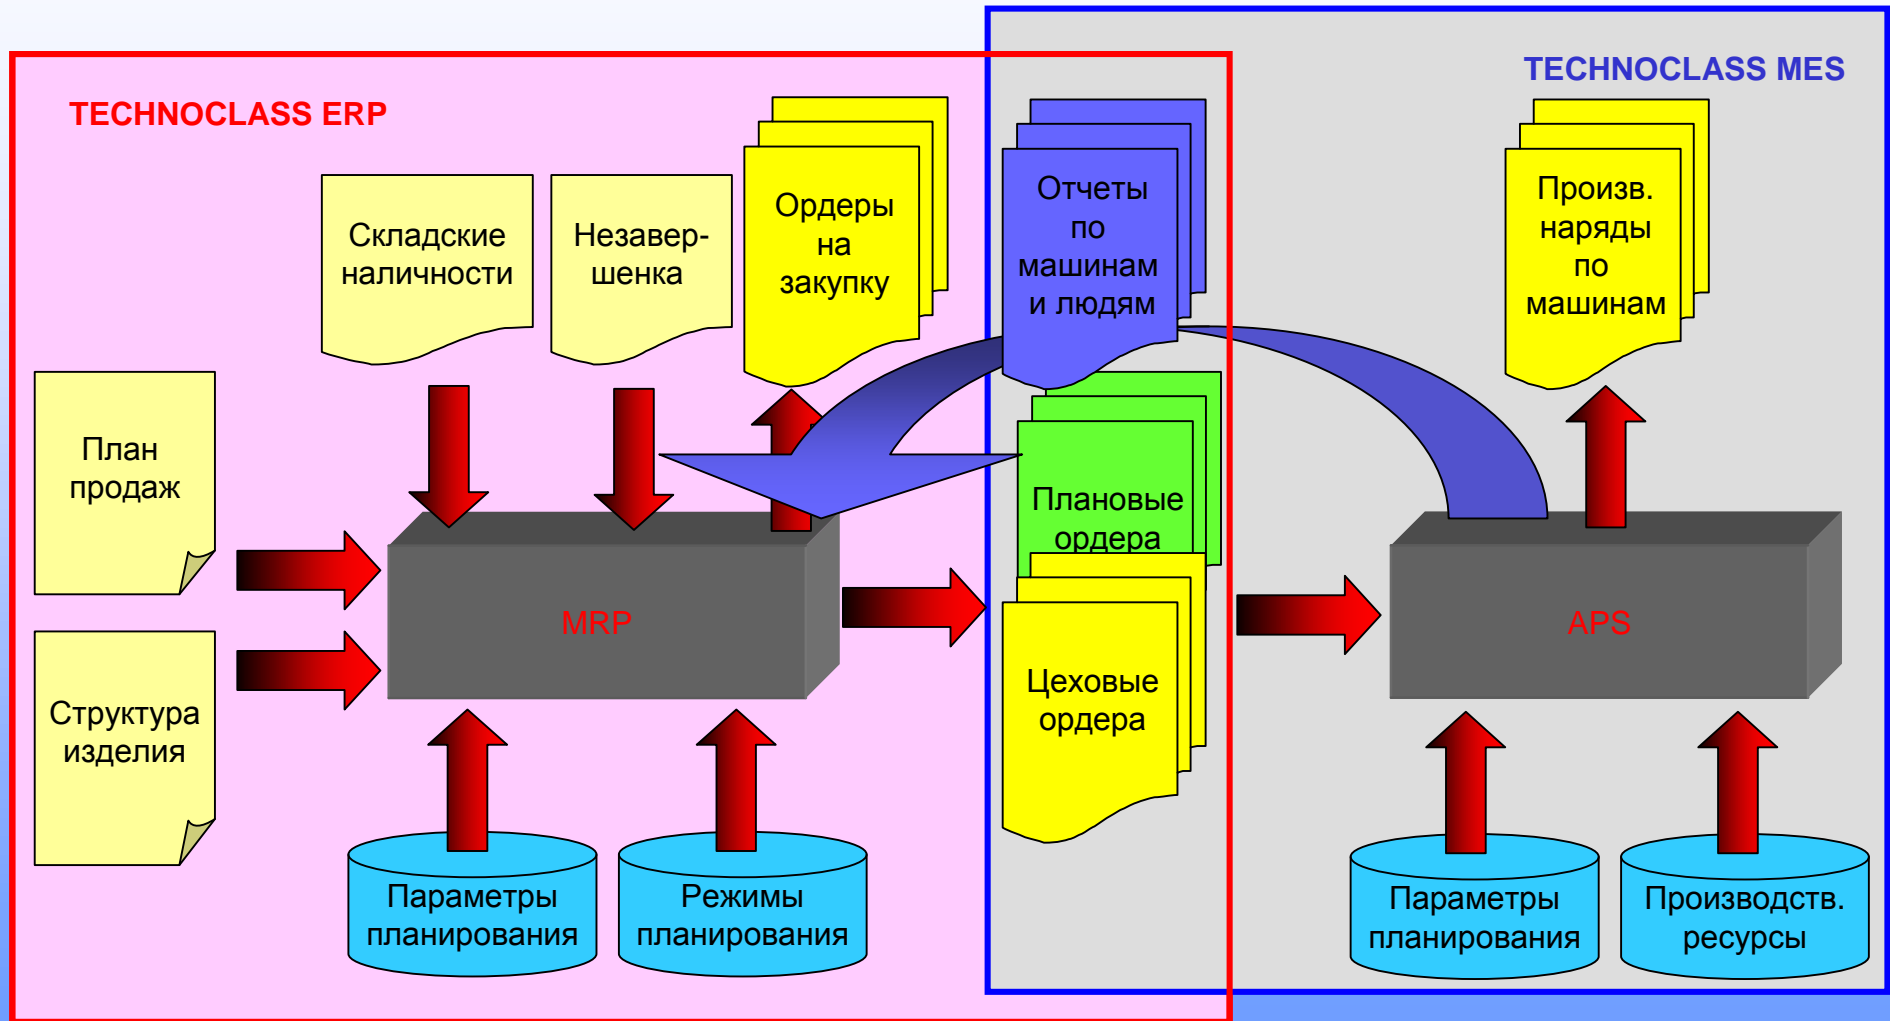 TECHNOCLASS ERP
TECHNOCLASS MES
Складские
наличности
Незавер-
шенка
Ордеры
на
закупку
Отчеты
по
машинам
и людям
Произв.
наряды
по
машинам
План
продаж
Плановые
ордера
MRP
APS
Структура
изделия
Цеховые
ордера
Параметры
планирования
Режимы
планирования
Параметры
планирования
Производств.
ресурсы